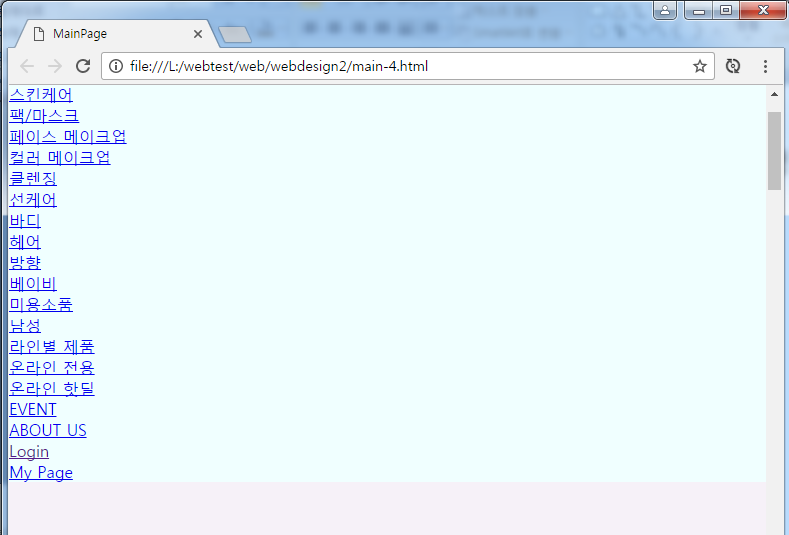 MainPage
file:///L:/webtest/web/webdesign2/main-4.html
스킨케어
팩/마스크
페이스 메이크업
컬러 메이크업
클렌징
선케어
바디
헤어
방향
베이비
미용소품
남성
라인별 제품
온라인 전용
온라인 핫딜
EVENT
ABOUT US
Login
My Page